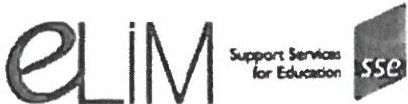 eLiM
Support Services
for Education
sse